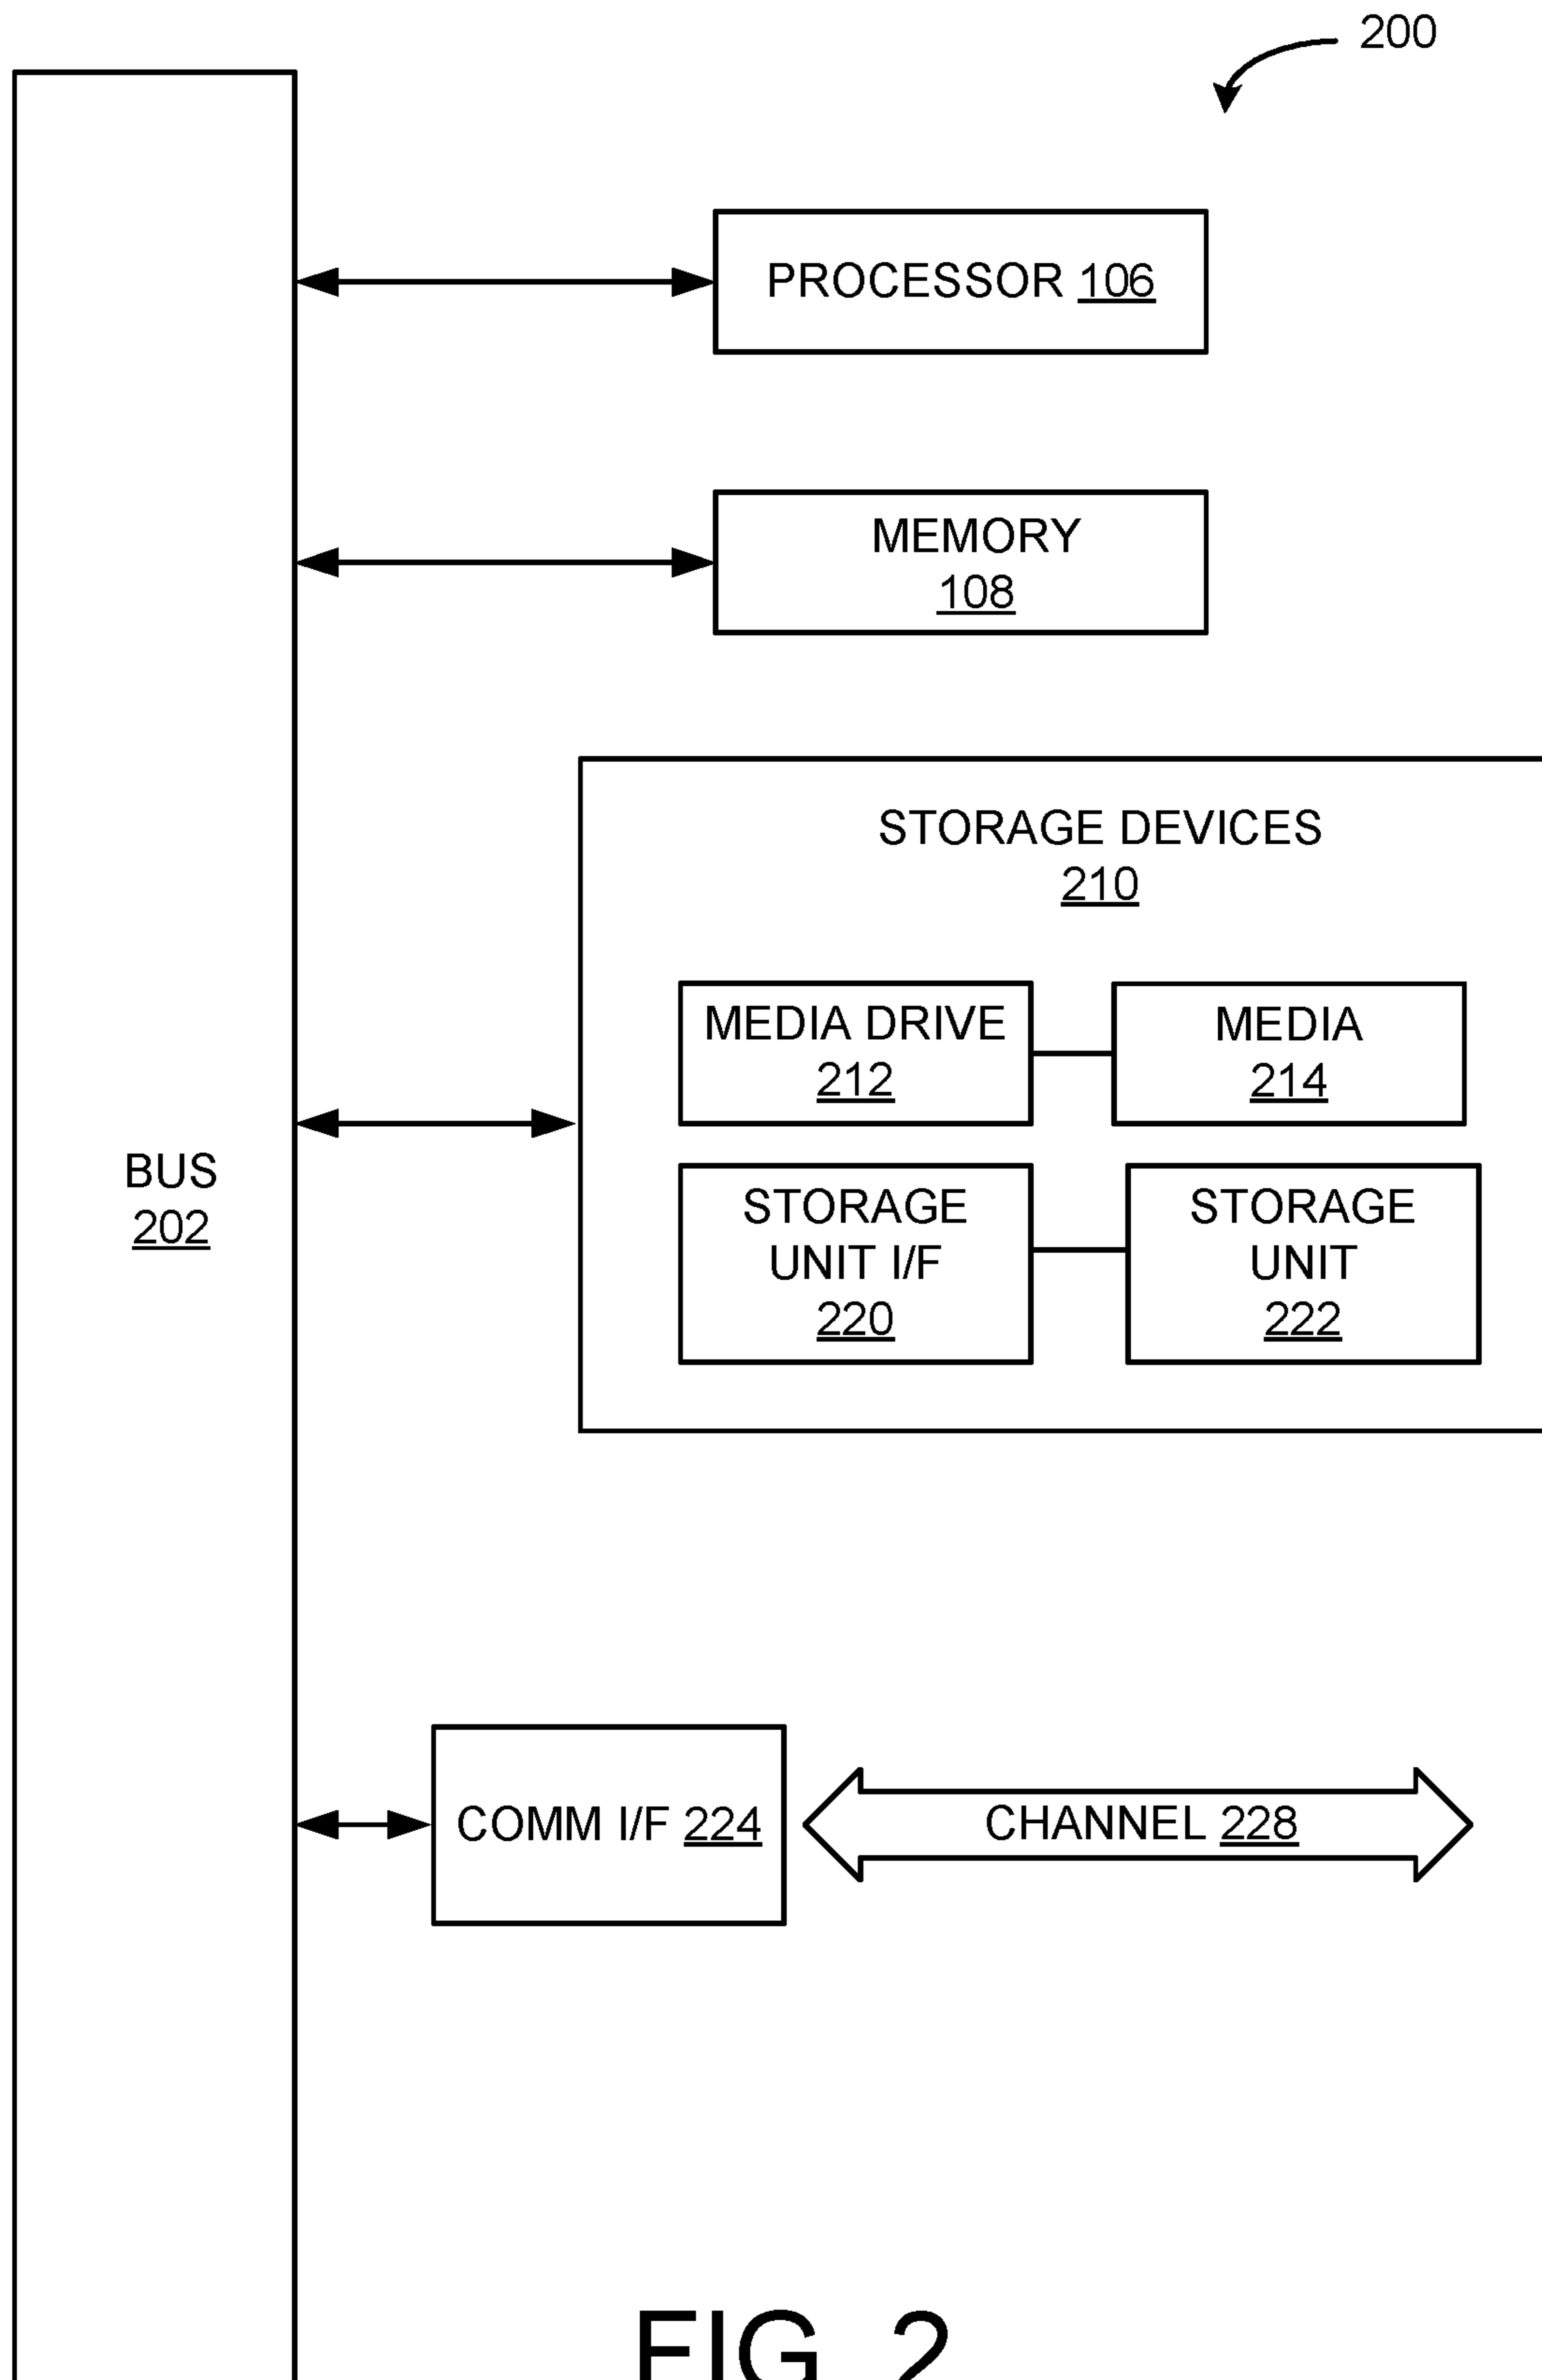 200
PROCESSOR 106
MEMORY
108
STORAGE DEVICES
210
MEDIA DRIVE
212
MEDIA
214
STORAGE
UNIT I/F
220
STORAGE
UNIT
222
BUS
202
COMM I/F 224
CHANNEL 228
FIG. 2